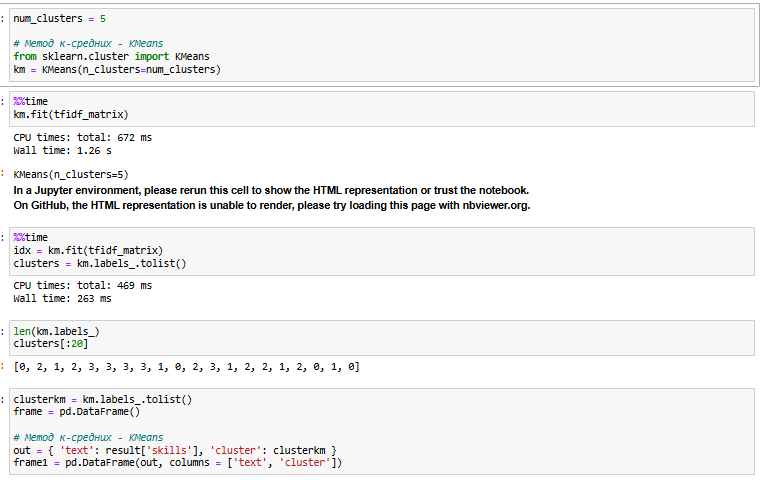 : num_clusters = 5
# Метод к-средних - KMeans
from sklearn.cluster import KMeans
km = KMeans(n_clusters=num_clusters)
: %%time
km.fit(tfidf_matrix)
CPU times: total: 672 ms
Wall time: 1.26 s
: KMeans(n_clusters=5)
In a Jupyter environment, please rerun this cell to show the HTML representation or trust the notebook.
On GitHub, the HTML representation is unable to render, please try loading this page with nbviewer.org.
: %%time
idx = km.fit(tfidf_matrix)
clusters = km.labels_.tolist()
CPU times: total: 469 ms
Wall time: 263 ms
: len(km.labels_)
clusters[:20]
: [0, 2, 1, 2, 3, 3, 3, 3, 1, 0, 2, 3, 1, 2, 2, 1, 2, 0, 1, 0]
: clusterkm = km.labels_.tolist()
frame = pd.DataFrame()
# Метод к-средних - KMeans
out = { 'text': result['skills'], 'cluster': clusterkm }
frame1 = pd.DataFrame(out, columns = ['text', 'cluster'])